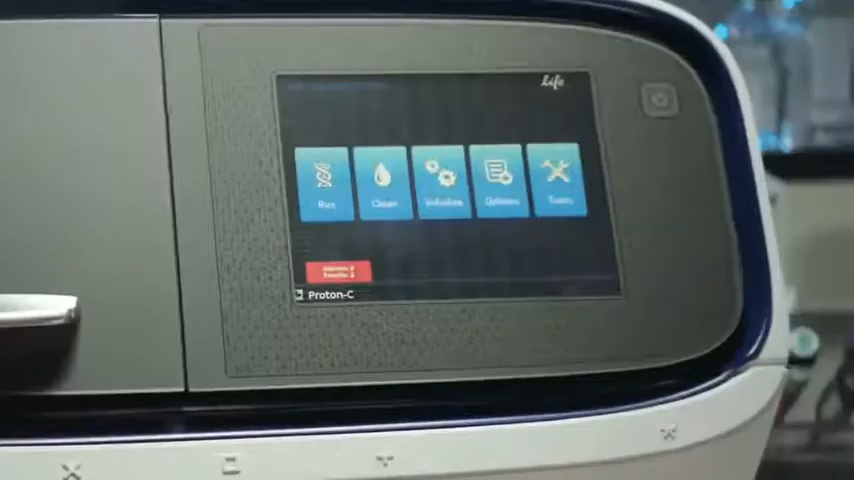 life
Run
Clean
Initialize
Options
Tools
Proton-C